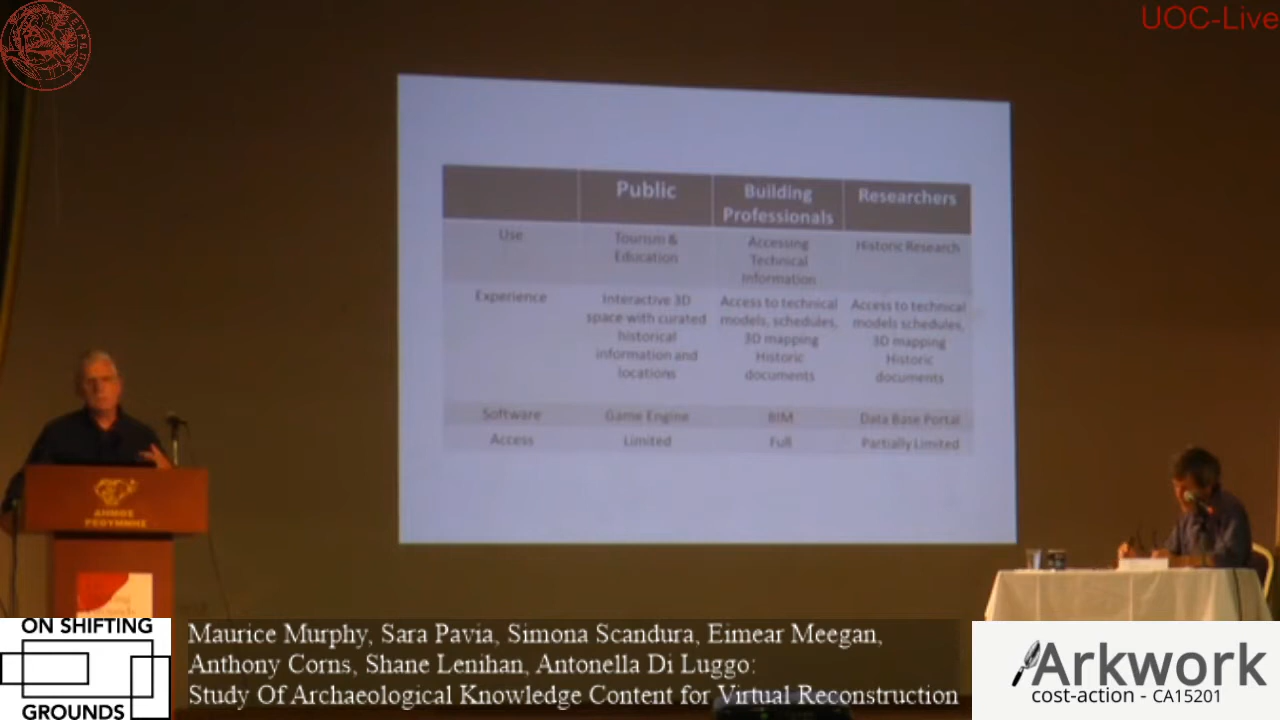 UOC-Live
Public
Building
Professionals
Researchers
Use
Tourism &
Education
Accessing
Technical
Information
Historic Research
Experience
Interactive 3D
space with curated
historical
information and
locations
Access to technical
models, schedules,
3D mapping
Historic
documents
Access to technical
models schedules,
3D mapping
Historic
documents
Software
Game Engine
BIM
Data Base Portal
Access
Limited
Full
Partially Limited
ΔΗΜΟΣ
ΡΕΘΥΜΝΗΣ
ON SHIFTING
GROUNDS
Maurice Murphy, Sara Pavia, Simona Scandura, Eimear Meegan,
Anthony Corns, Shane Lenihan, Antonella Di Luggo:
Study Of Archaeological Knowledge Content for Virtual Reconstruction
Arkwork
cost-action - CA15201